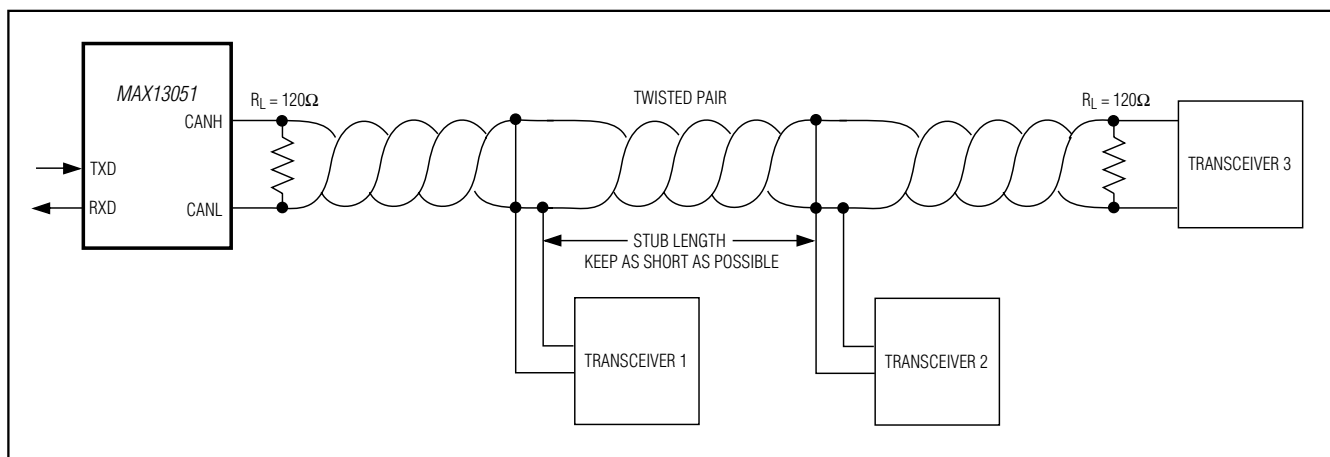 MAX13051
CANH
TXD
RXD
CANL
R_L = 120Ω
TWISTED PAIR
R_L = 120Ω
TRANSCEIVER 3
STUB LENGTH
KEEP AS SHORT AS POSSIBLE
TRANSCEIVER 1
TRANSCEIVER 2